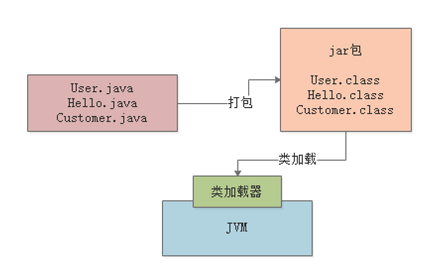 User.java
Hello.java
Customer.java
打包
jar包
User.class
Hello.class
Customer.class
类加载
类加载器
JVM